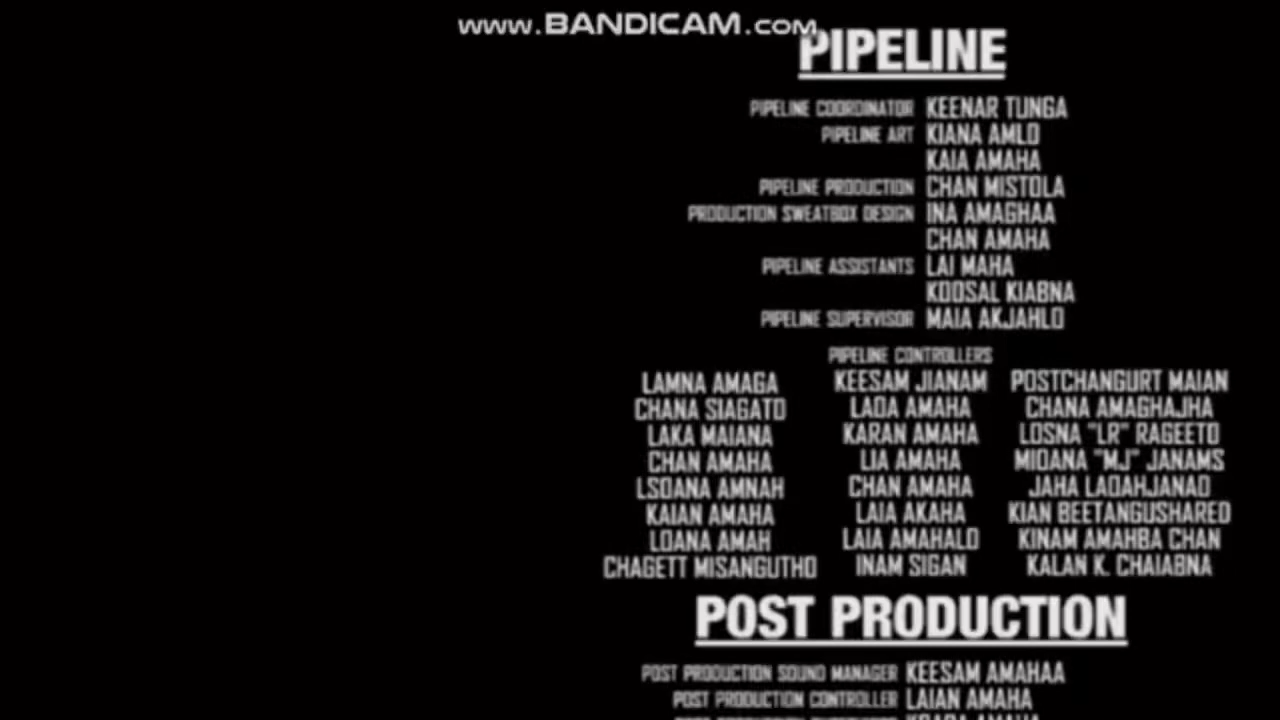 www.BANDICAM.com
PIPELINE
PIPELINE COORDINATOR KEENAR TUNGA
PIPELINE ART KIANA AMLO
KAIA AMAHA
PIPELINE PRODUCTION CHAN MISTOLA
PRODUCTION SWEATBOX DESIGN INA AMAGHAA
CHAN AMAHA
PIPELINE ASSISTANTS LAI MAHA
KOOSAL KIABNA
PIPELINE SUPERVISOR MAIA AKJAHLO
PIPELINE CONTROLLERS
LAMNA AMAGA KEESAM JIANAM POSTCHANGURT MAIAN
CHANA SIAGATO LAOA AMAHA CHANA AMAGHAJHA
LAKA MAIANA KARAN AMAHA LOSNA "LR" RAGEETO
CHAN AMAHA LIA AMAHA MIOANA "MJ" JANAMS
LSOANA AMNAH CHAN AMAHA JAHA LAOAHJANAO
KAIAN AMAHA LAIA AKAHA KIAN BEETANGUSHARED
LOANA AMAH LAIA AMAHALO KINAM AMAHBA CHAN
CHAGETT MISANGUTHO INAM SIGAN KALAN K. CHAIABNA
POST PRODUCTION
POST PRODUCTION SOUND MANAGER KEESAM AMAHAA
POST PRODUCTION CONTROLLER LAIAN AMAHA